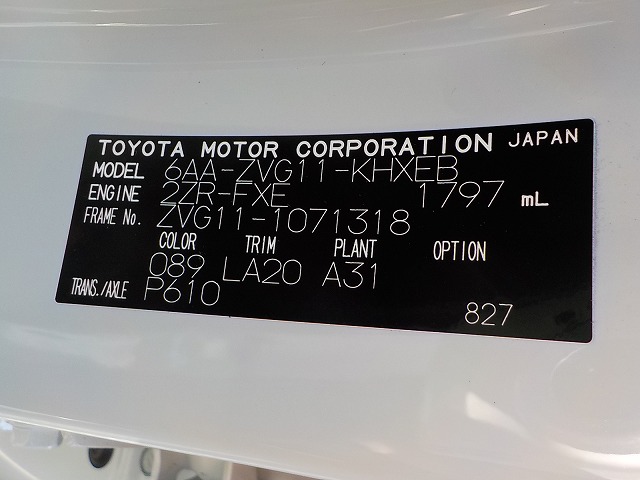 TOYOTA MOTOR CORPORATION JAPAN
MODEL 6AA-ZVG11-KHXEB
ENGINE 2ZR-FXE 1797 mL
FRAME No. ZVG11-1071318
COLOR TRIM PLANT OPTION
089 LA20 A31
TRANS./AXLE P610
827